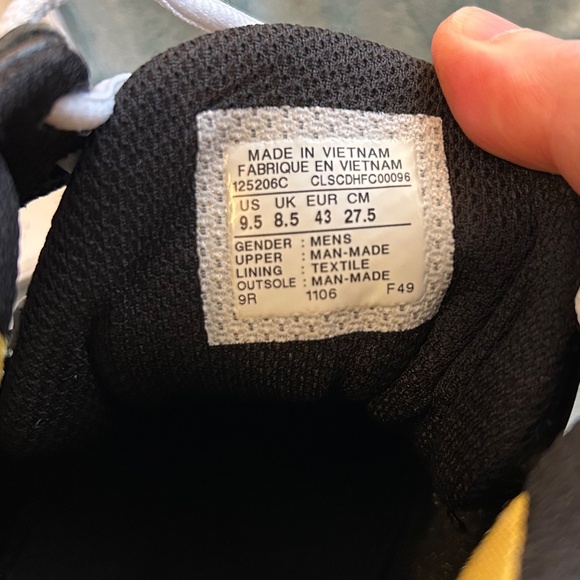 MADE IN VIETNAM
FABRIQUE EN VIETNAM
125206C CLSCDHFC00096
US UK EUR CM
9.5 8.5 43 27.5
GENDER : MENS
UPPER : MAN-MADE
LINING : TEXTILE
OUTSOLE : MAN-MADE
9R 1106 F49